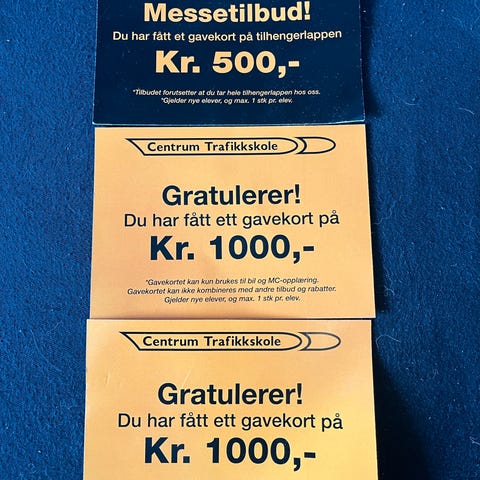 Messetilbud!
Du har fått et gavekort på tilhengerlappen
Kr. 500,-
*Tilbudet forutsetter at du tar hele tilhengerlappen hos oss.
*Gjelder nye elever, og max. 1 stk pr. elev.
Centrum Trafikkskole
Gratulerer!
Du har fått ett gavekort på
Kr. 1000,-
*Gavekortet kan kun brukes til bil og MC-opplæring.
Gavekortet kan ikke kombineres med andre tilbud og rabatter.
Gjelder nye elever, og max. 1 stk pr. elev.
Centrum Trafikkskole
Gratulerer!
Du har fått ett gavekort på
Kr. 1000,-